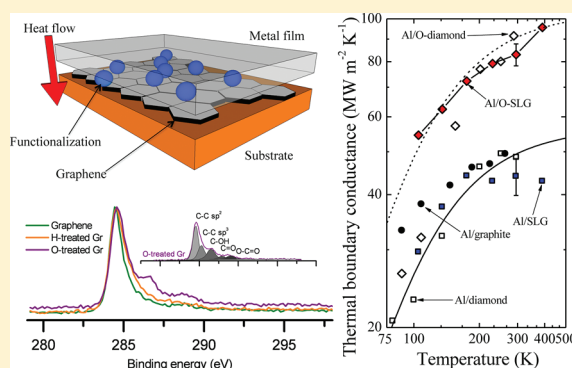 Heat flow
Metal film
Functionalization
Graphene
Substrate
Graphene
H-treated Gr
O-treated Gr
O-treated Gr
C-C sp²
C-C sp³
C-OH
C=O
O-C=O
280
285
290
295
Binding energy (eV)
Thermal boundary conductance (MW m⁻² K⁻¹)
100
80
60
40
20
Al/O-diamond
Al/O-SLG
Al/graphite
Al/SLG
Al/diamond
75
100
200
300
400
500
Temperature (K)